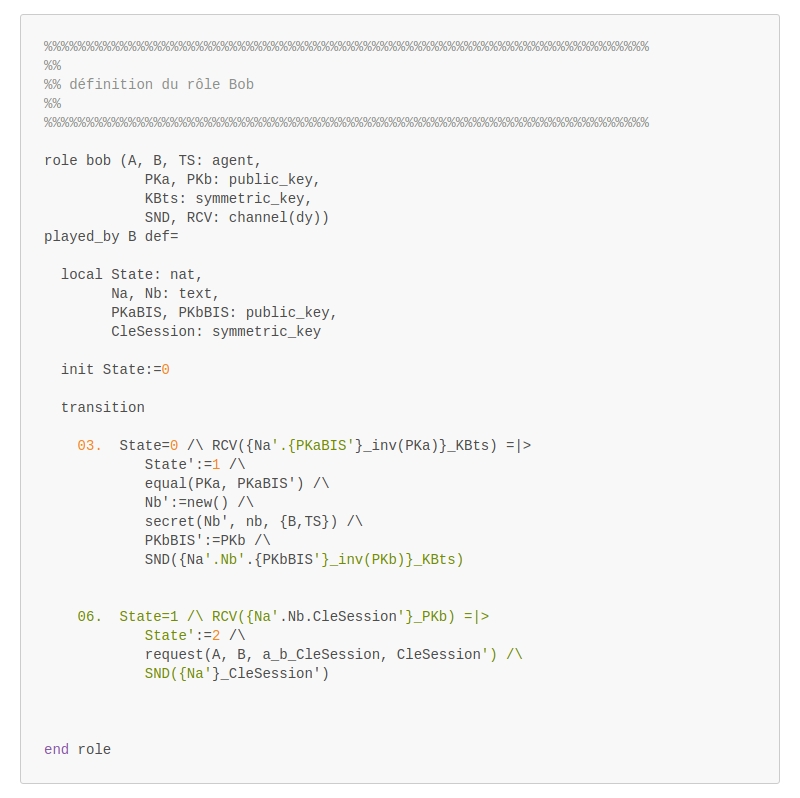 %%%%%%%%%%%%%%%%%%%%%%%%%%%%%%%%%%%%%%%%%%%%%%%%%%%%%%%%%%%%%%%%%%%%%%%%%%
%%
%% définition du rôle Bob
%%
%%%%%%%%%%%%%%%%%%%%%%%%%%%%%%%%%%%%%%%%%%%%%%%%%%%%%%%%%%%%%%%%%%%%%%%%%%
role bob (A, B, TS: agent,
            PKa, PKb: public_key,
            KBts: symmetric_key,
            SND, RCV: channel(dy))
played_by B def=
  local State: nat,
        Na, Nb: text,
        PKaBIS, PKbBIS: public_key,
        CleSession: symmetric_key
  init State:=0
  transition
    03.  State=0 /\ RCV({Na'.{PKaBIS'}_inv(PKa)}_KBts) =|>
            State':=1 /\
            equal(PKa, PKaBIS') /\
            Nb':=new() /\
            secret(Nb', nb, {B,TS}) /\
            PKbBIS':=PKb /\
            SND({Na'.Nb'.{PKbBIS'}_inv(PKb)}_KBts)
    06.  State=1 /\ RCV({Na'.Nb.CleSession'}_PKb) =|>
            State':=2 /\
            request(A, B, a_b_CleSession, CleSession') /\
            SND({Na'}_CleSession')
end role